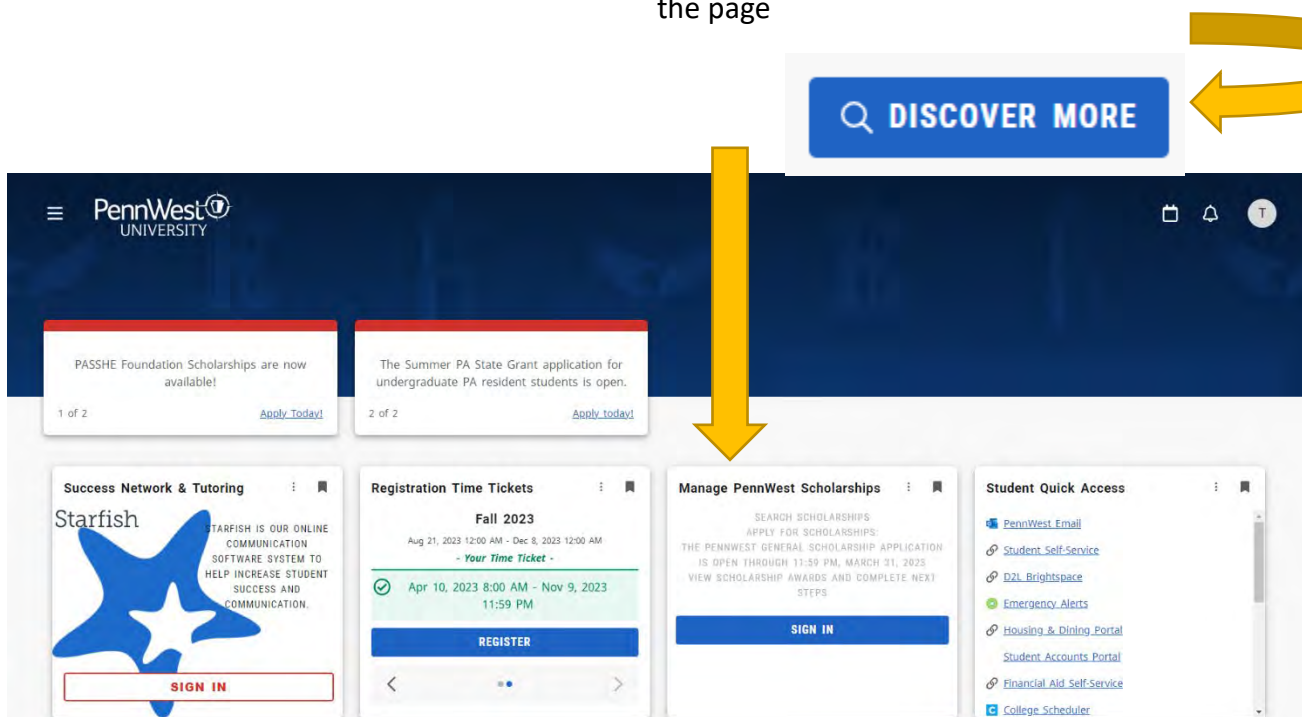 the page
DISCOVER MORE
PennWest
UNIVERSITY
T
PASSHE Foundation Scholarships are now
available!
1 of 2 Apply Today!
The Summer PA State Grant application for
undergraduate PA resident students is open.
2 of 2 Apply today!
Success Network & Tutoring
Starfish
STARFISH IS OUR ONLINE
COMMUNICATION
SOFTWARE SYSTEM TO
HELP INCREASE STUDENT
SUCCESS AND
COMMUNICATION.
SIGN IN
Registration Time Tickets
Fall 2023
Aug 21, 2023 12:00 AM - Dec 8, 2023 12:00 AM
- Your Time Ticket -
Apr 10, 2023 8:00 AM - Nov 9, 2023
11:59 PM
REGISTER
Manage PennWest Scholarships
SEARCH SCHOLARSHIPS
APPLY FOR SCHOLARSHIPS:
THE PENNWEST GENERAL SCHOLARSHIP APPLICATION
IS OPEN THROUGH 11:59 PM, MARCH 31, 2023
VIEW SCHOLARSHIP AWARDS AND COMPLETE NEXT
STEPS
SIGN IN
Student Quick Access
PennWest Email
Student Self-Service
D2L Brightspace
Emergency Alerts
Housing & Dining Portal
Student Accounts Portal
Financial Aid Self-Service
C College Scheduler